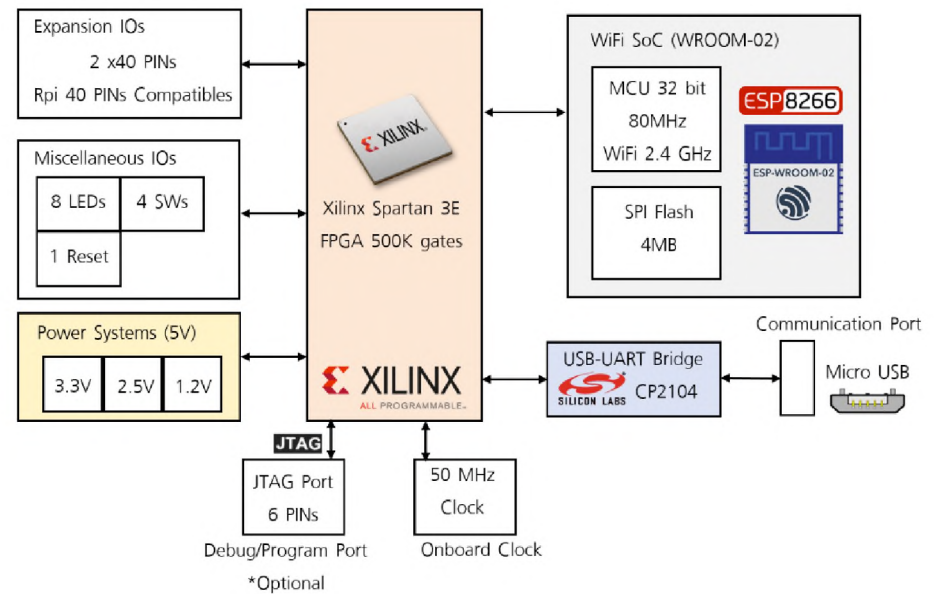 Expansion IOs
2 x40 PINs
Rpi 40 PINs Compatibles
Miscellaneous IOs
8 LEDs
4 SWs
1 Reset
Power Systems (5V)
3.3V
2.5V
1.2V
XILINX
Xilinx Spartan 3E
FPGA 500K gates
XILINX
ALL PROGRAMMABLE™
WiFi SoC (WROOM-02)
MCU 32 bit
80MHz
WiFi 2.4 GHz
SPI Flash
4MB
ESP8266
ESP-WROOM-02
USB-UART Bridge
SILICON LABS
CP2104
Communication Port
Micro USB
JTAG
JTAG Port
6 PINs
Debug/Program Port
*Optional
50 MHz
Clock
Onboard Clock